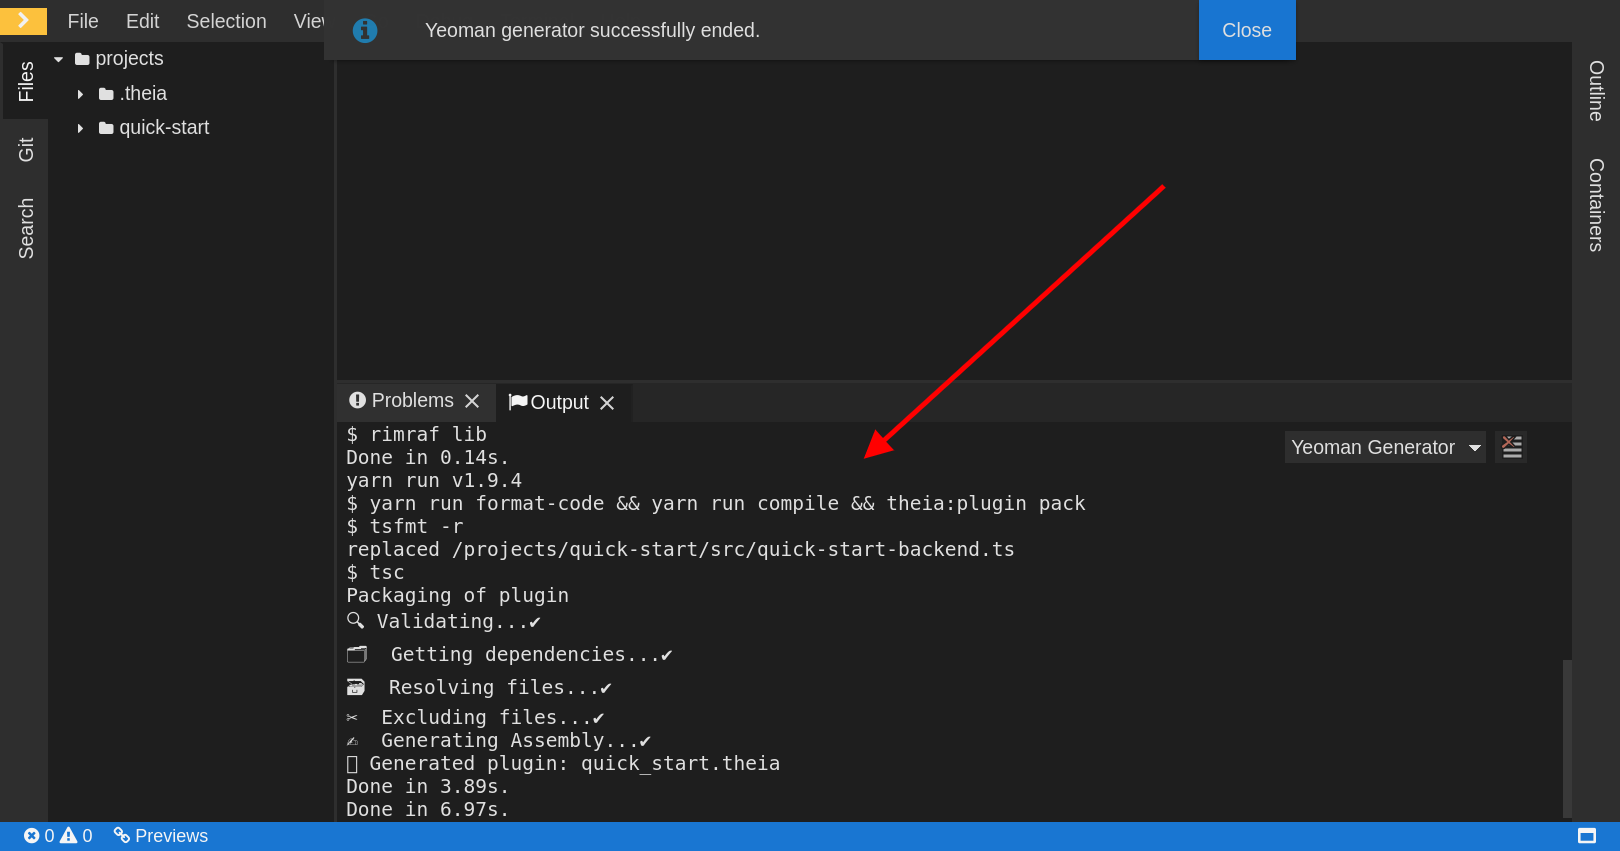 File Edit Selection View
Yeoman generator successfully ended.
Close
Files
Git
Search
projects
.theia
quick-start
Outline
Containers
Problems
Output
Yeoman Generator
$ rimraf lib
Done in 0.14s.
yarn run v1.9.4
$ yarn run format-code && yarn run compile && theia:plugin pack
$ tsfmt -r
replaced /projects/quick-start/src/quick-start-backend.ts
$ tsc
Packaging of plugin
🔍 Validating...✔
🗂 Getting dependencies...✔
🗃 Resolving files...✔
✂ Excluding files...✔
✍ Generating Assembly...✔
Generated plugin: quick_start.theia
Done in 3.89s.
Done in 6.97s.
0 0 Previews